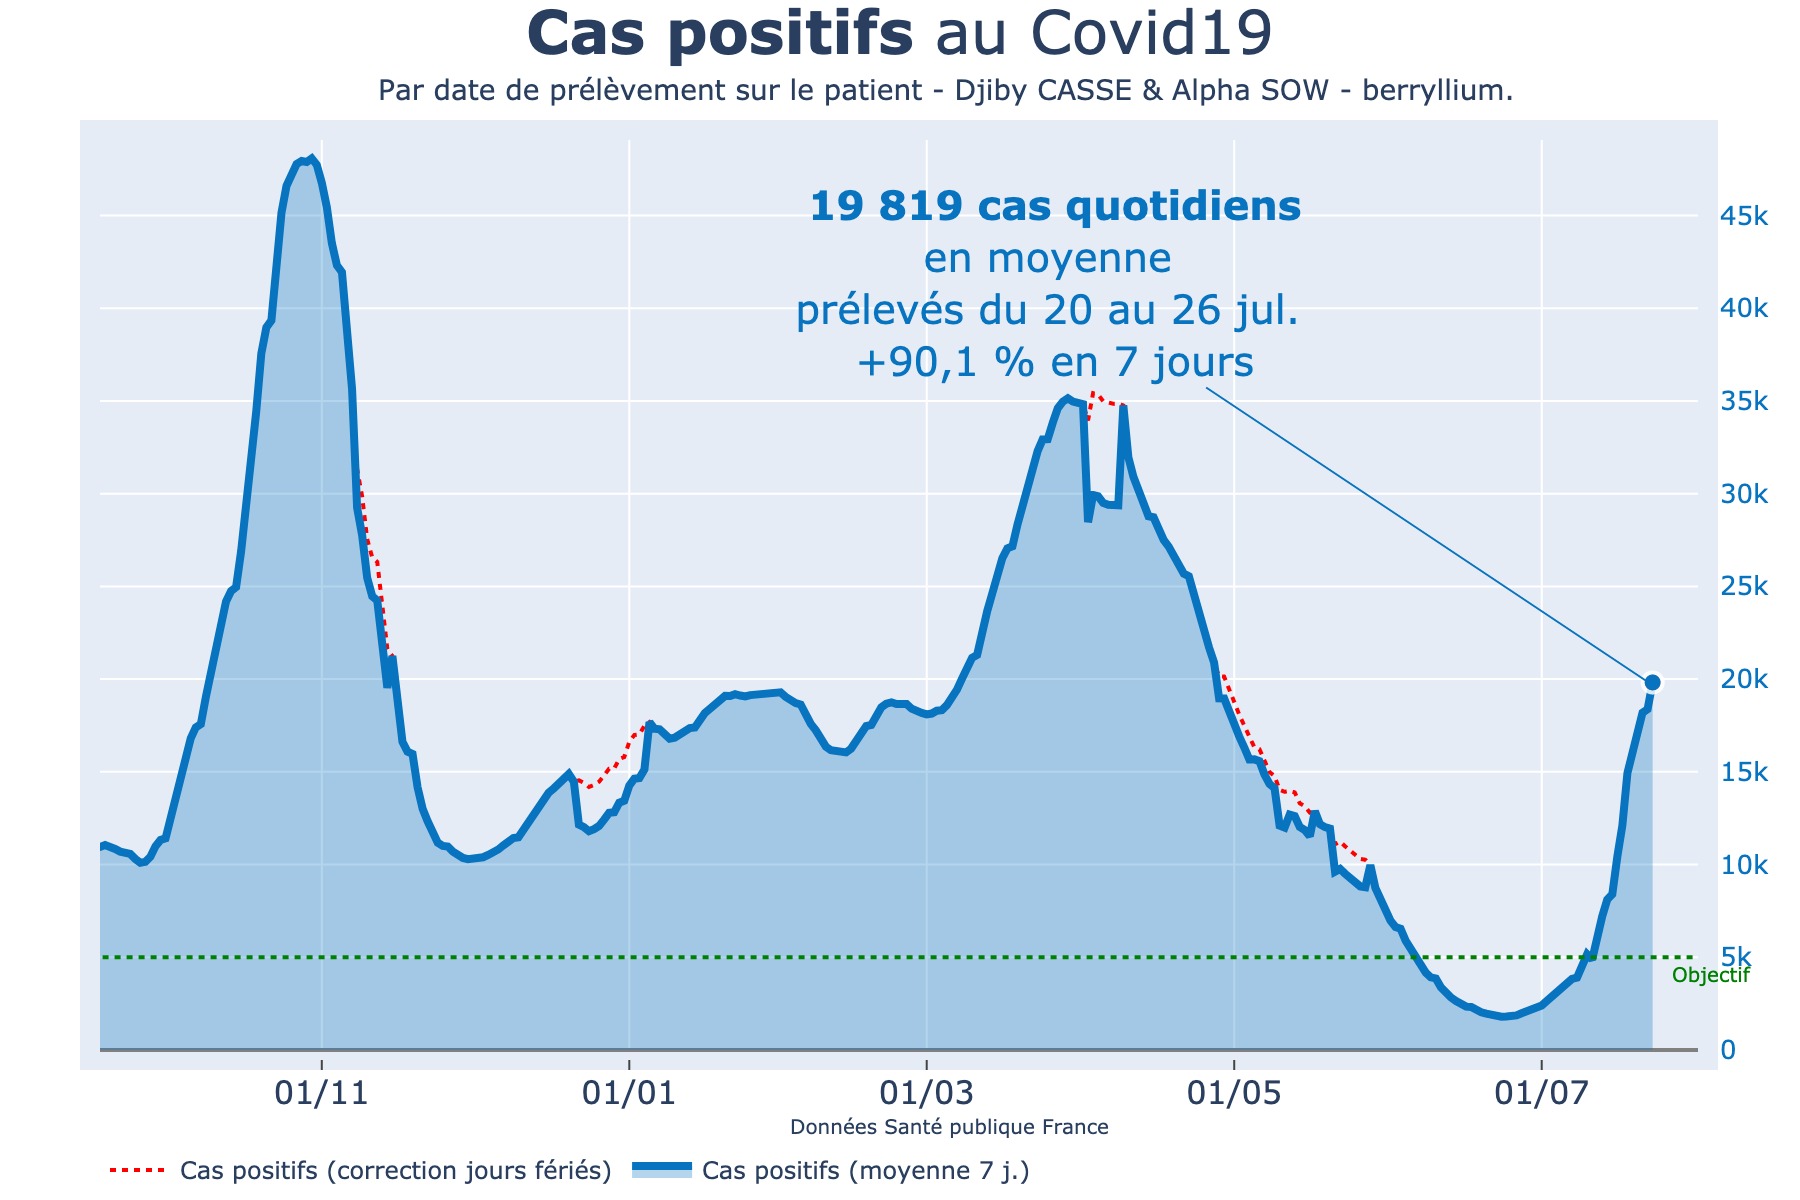 Cas positifs au Covid19
Par date de prélèvement sur le patient - Djiby CASSE & Alpha SOW - berryllium.
19 819 cas quotidiens
en moyenne
prélevés du 20 au 26 jul.
+90,1 % en 7 jours
45k
40k
35k
30k
25k
20k
15k
10k
5k
Objectif
0
01/11
01/01
01/03
01/05
01/07
Données Santé publique France
Cas positifs (correction jours fériés)
Cas positifs (moyenne 7 j.)